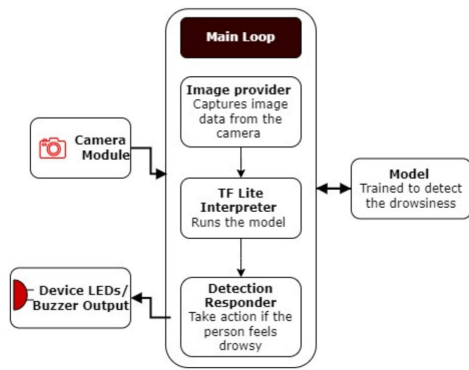 Main Loop
Image provider
Captures image
data from the
camera
Camera
Module
TF Lite
Interpreter
Runs the model
Model
Trained to detect
the drowsiness
Device LEDs/
Buzzer Output
Detection
Responder
Take action if the
person feels
drowsy